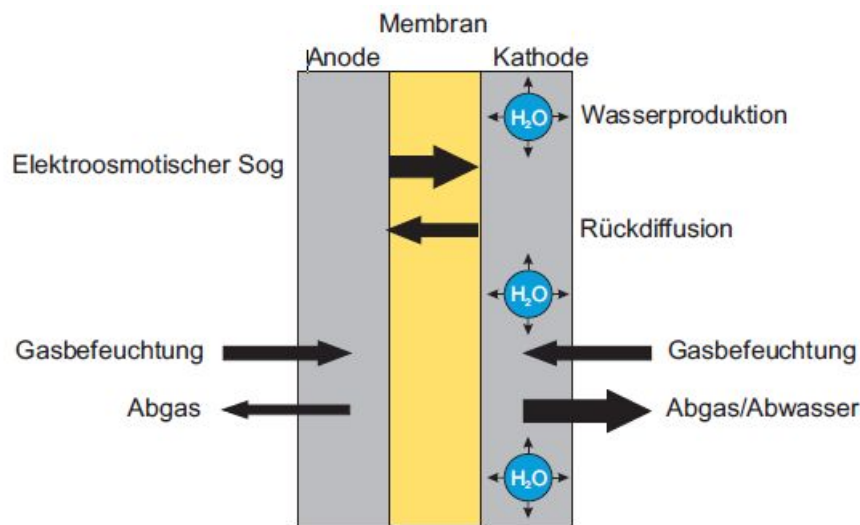 Membran
Anode Kathode
H₂O Wasserproduktion
Elektroosmotischer Sog
Rückdiffusion
H₂O
Gasbefeuchtung Gasbefeuchtung
Abgas Abgas/Abwasser
H₂O